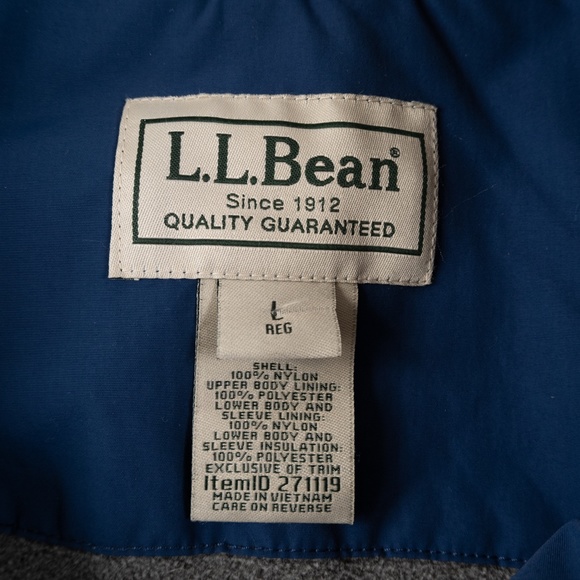 L.L.Bean®
Since 1912
QUALITY GUARANTEED
L
REG
SHELL:
100% NYLON
UPPER BODY LINING:
100% POLYESTER
LOWER BODY AND
SLEEVE LINING:
100% NYLON
LOWER BODY AND
SLEEVE INSULATION:
100% POLYESTER
EXCLUSIVE OF TRIM
ItemID 271119
MADE IN VIETNAM
CARE ON REVERSE